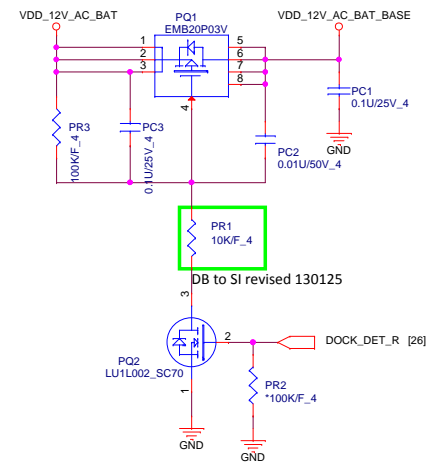 VDD_12V_AC_BAT
PQ1
EMB20P03V
VDD_12V_AC_BAT_BASE
1
2
3
5
6
7
8
4
PR3
100K/F_4
PC3
0.1U/25V_4
PC1
0.1U/25V_4
GND
PC2
0.01U/50V_4
PR1
10K/F_4
DB to SI revised 130125
3
PQ2
LU1L002_SC70
2
DOCK_DET_R [26]
1
PR2
*100K/F_4
GND
GND